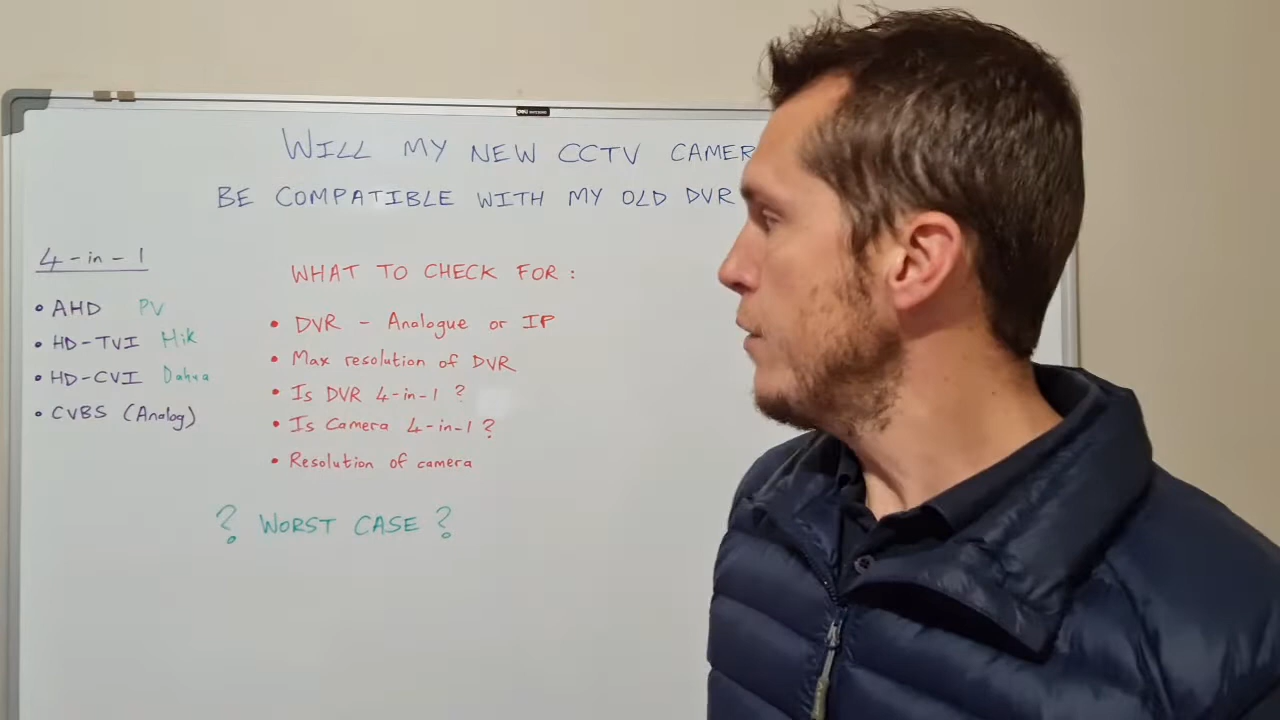 WILL MY NEW CCTV CAMER
BE COMPATIBLE WITH MY OLD DVR
4-in-1
• AHD PV
• HD-TVI Hik
• HD-CVI Dahua
• CVBS (Analog)
WHAT TO CHECK FOR:
• DVR - Analogue or IP
• Max resolution of DVR
• Is DVR 4-in-1?
• Is Camera 4-in-1?
• Resolution of camera
? WORST CASE?